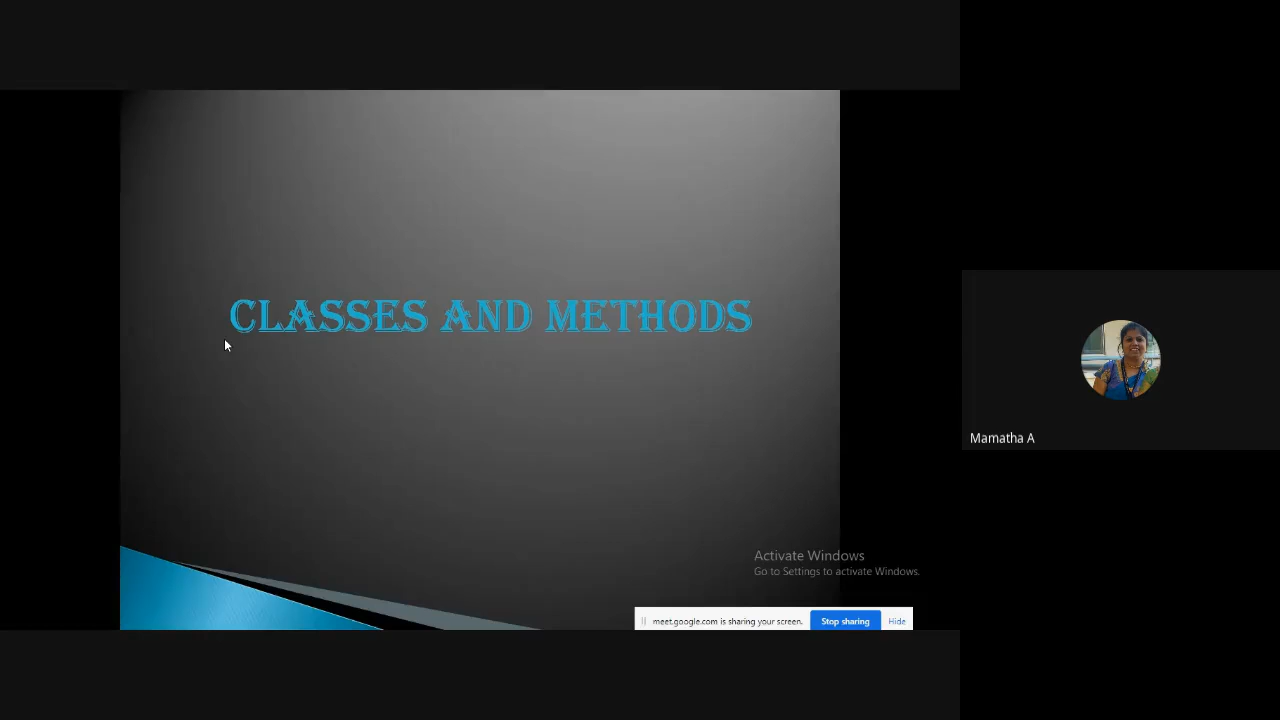 CLASSES AND METHODS
Mamatha A
Activate Windows
Go to Settings to activate Windows.
meet.google.com is sharing your screen. Stop sharing Hide